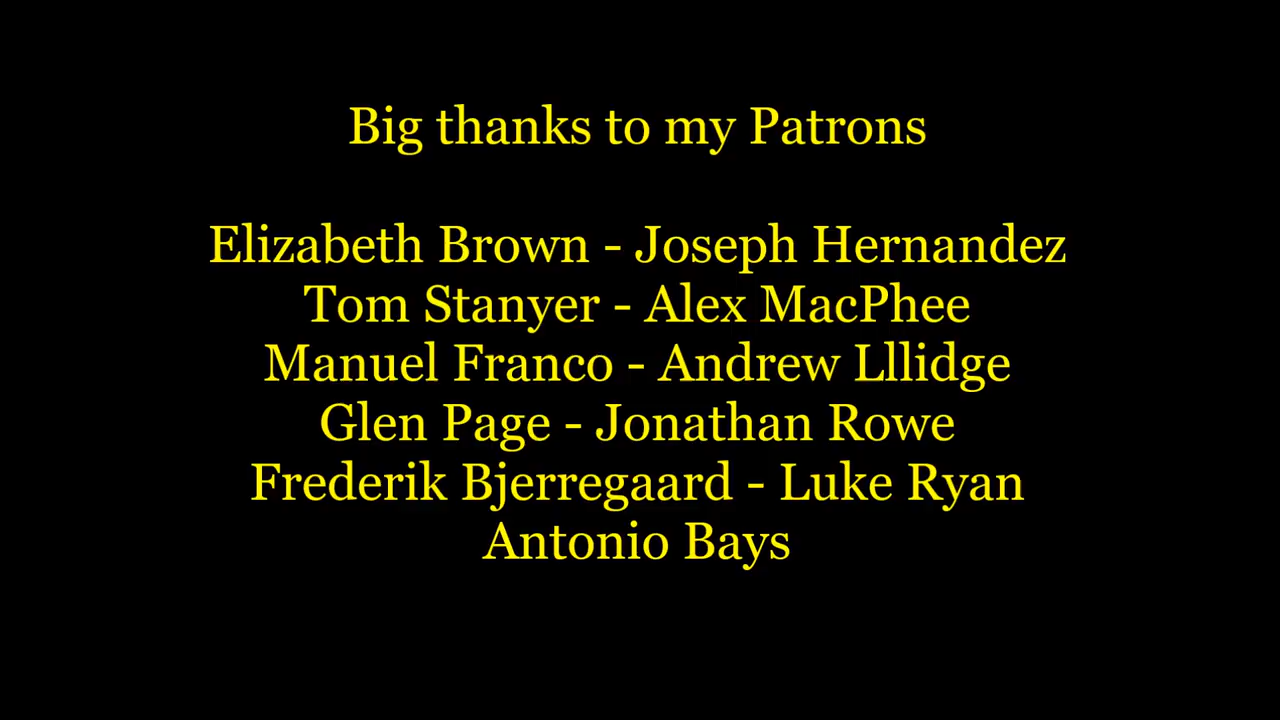 Big thanks to my Patrons
Elizabeth Brown - Joseph Hernandez
Tom Stanyer - Alex MacPhee
Manuel Franco - Andrew Lllidge
Glen Page - Jonathan Rowe
Frederik Bjerregaard - Luke Ryan
Antonio Bays